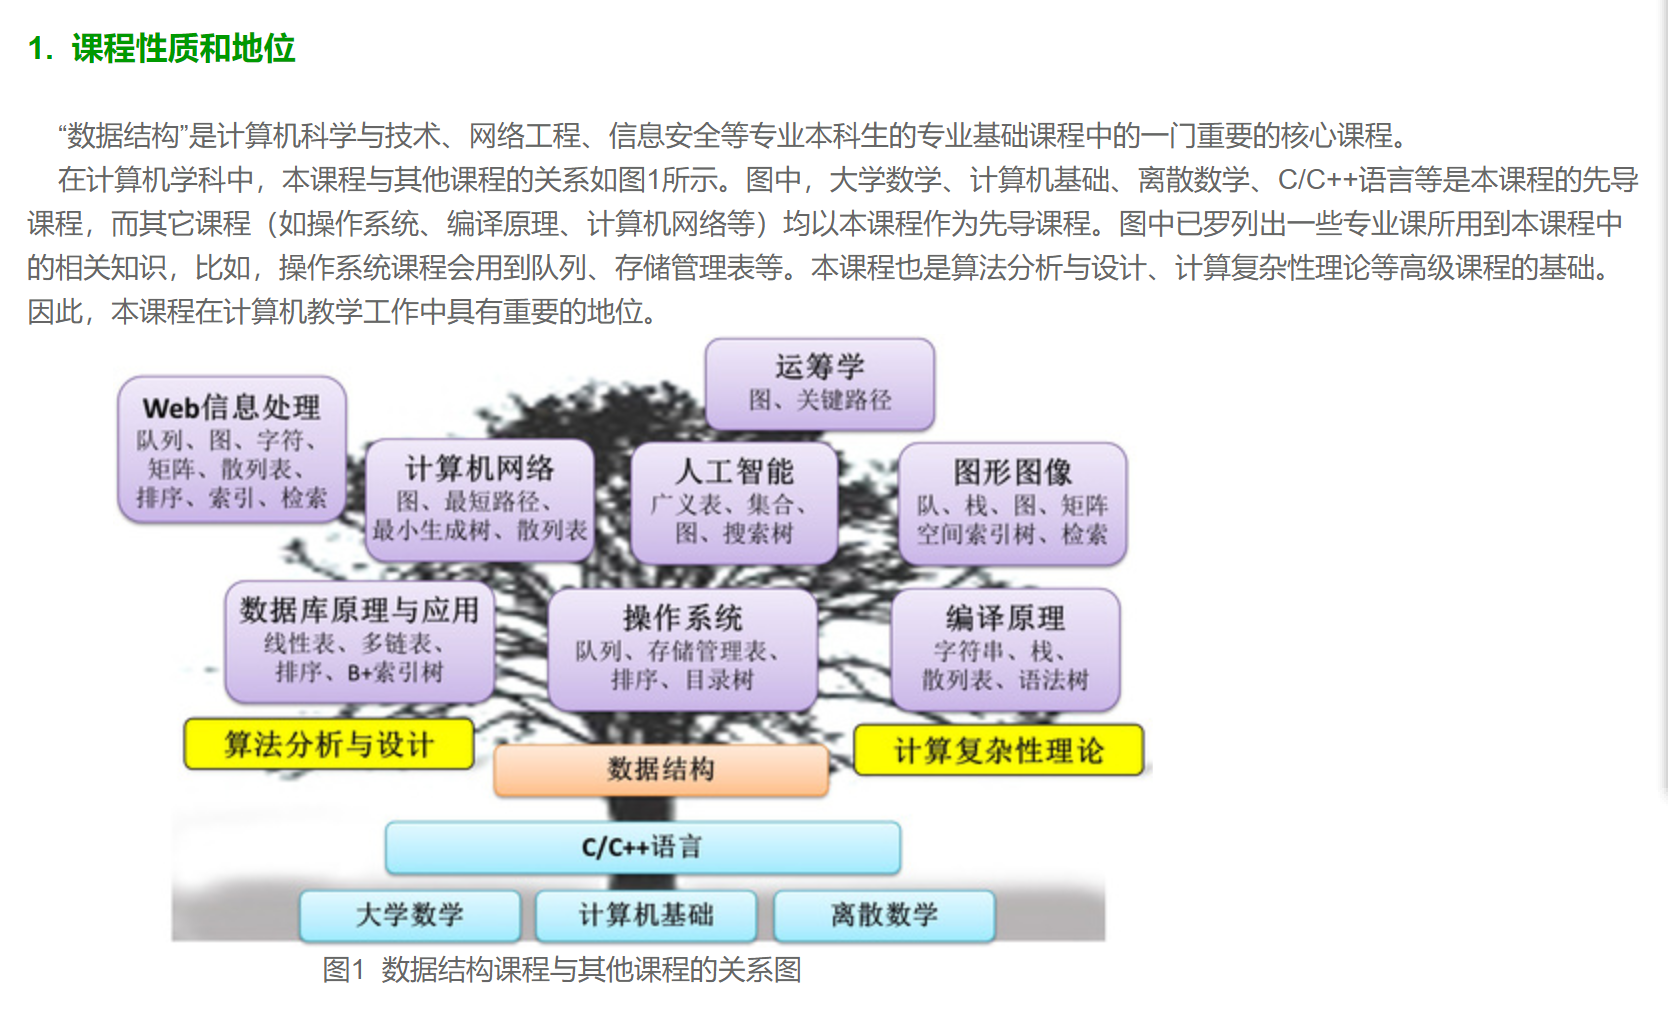 1. 课程性质和地位
“数据结构”是计算机科学与技术、网络工程、信息安全等专业本科生的专业基础课程中的一门重要的核心课程。
在计算机学科中，本课程与其他课程的关系如图1所示。图中，大学数学、计算机基础、离散数学、C/C++语言等是本课程的先导
课程，而其它课程（如操作系统、编译原理、计算机网络等）均以本课程作为先导课程。图中已罗列出一些专业课所用到本课程中
的相关知识，比如，操作系统课程会用到队列、存储管理表等。本课程也是算法分析与设计、计算复杂性理论等高级课程的基础。
因此，本课程在计算机教学工作中具有重要的地位。
运筹学
图、关键路径
Web信息处理
队列、图、字符、
矩阵、散列表、
排序、索引、检索
计算机网络
图、最短路径、
最小生成树、散列表
人工智能
广义表、集合、
图、搜索树
图形图像
队、栈、图、矩阵
空间索引树、检索
数据库原理与应用
线性表、多链表、
排序、B+索引树
操作系统
队列、存储管理表、
排序、目录树
编译原理
字符串、栈、
散列表、语法树
算法分析与设计
数据结构
计算复杂性理论
C/C++语言
大学数学
计算机基础
离散数学
图1 数据结构课程与其他课程的关系图